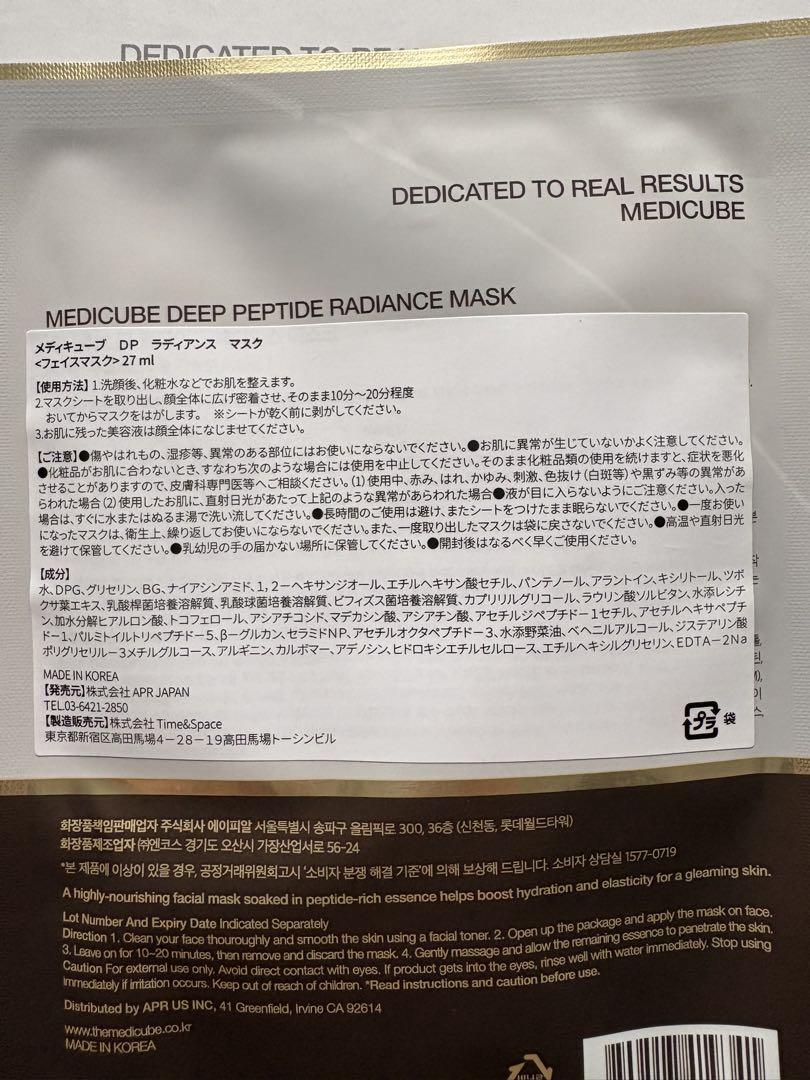 DEDICATED TO REAL
DEDICATED TO REAL RESULTS
MEDICUBE
MEDICUBE DEEP PEPTIDE RADIANCE MASK
メディキューブ DP ラディアンス マスク
<フェイスマスク> 27 ml
【使用方法】1.洗顔後、化粧水などでお肌を整えます。
2.マスクシートを取り出し、顔全体に広げ密着させ、そのまま10分〜20分程度
おいてからマスクをはがします。 ※シートが乾く前に剥がしてください。
3.お肌に残った美容液は顔全体になじませてください。
【ご注意】●傷やはれもの、湿疹等、異常のある部位にはお使いにならないでください。●お肌に異常が生じていないかよく注意してください。
●化粧品がお肌に合わないとき、すなわち次のような場合には使用を中止してください。そのまま化粧品類の使用を続けますと、症状を悪化
させることがありますので、皮膚科専門医等へご相談ください。(1)使用中、赤み、はれ、かゆみ、刺激、色抜け(白斑等)や黒ずみ等の異常があ
らわれた場合(2)使用したお肌に、直射日光があたって上記のような異常があらわれた場合●液が目に入らないようにご注意ください。入った
場合は、すぐに水またはぬるま湯で洗い流してください。●長時間のご使用は避け、またシートをつけたまま眠らないでください。●一度お使い
になったマスクは、衛生上、繰り返してお使いにならないでください。また、一度取り出したマスクは袋に戻さないでください。●高温や直射日光
を避けて保管してください。●乳幼児の手の届かない場所に保管してください。●開封後はなるべく早くご使用ください。
【成分】
水、DPG、グリセリン、BG、ナイアシンアミド、1,2-ヘキサンジオール、エチルヘキサン酸セチル、パンテノール、アラントイン、キシリトール、ツボ
クサ葉エキス、乳酸桿菌培養溶解質、乳酸球菌培養溶解質、ビフィズス菌培養溶解質、カプリリルグリコール、ラウリン酸ソルビタン、水添レシチ
ン、加水分解ヒアルロン酸、トコフェロール、アシアチコシド、マデカシン酸、アシアチン酸、アセチルジペプチド-1セチル、アセチルヘキサペプチ
ド-1、パルミトイルトリペプチド-5、β-グルカン、セラミドNP、アセチルオクタペプチド-3、水添野菜油、ベヘニルアルコール、ジステアリン酸
ポリグリセリル-3メチルグルコース、アルギニン、カルボマー、アデノシン、ヒドロキシエチルセルロース、エチルヘキシルグリセリン、EDTA-2Na
MADE IN KOREA
【発売元】株式会社 APR JAPAN
TEL.03-6421-2850
【製造販売元】株式会社 Time&Space
東京都新宿区高田馬場4-28-19高田馬場トーシンビル
プラ 袋
화장품책임판매업자 주식회사 에이피알 서울특별시 송파구 올림픽로 300, 36층 (신천동, 롯데월드타워)
화장품제조업자 ㈜엔코스 경기도 오산시 가장산업서로 56-24
*본 제품에 이상이 있을 경우, 공정거래위원회고시 '소비자 분쟁 해결 기준'에 의해 보상해 드립니다. 소비자 상담실 1577-0719
A highly-nourishing facial mask soaked in peptide-rich essence helps boost hydration and elasticity for a gleaming skin.
Lot Number And Expiry Date Indicated Separately
Direction 1. Clean your face thouroughly and smooth the skin using a facial toner. 2. Open up the package and apply the mask on face.
3. Leave on for 10~20 minutes, then remove and discard the mask. 4. Gently massage and allow the remaining essence to penetrate the skin.
Caution For external use only. Avoid direct contact with eyes. If product gets into the eyes, rinse well with water immediately. Stop using
immediately if irritation occurs. Keep out of reach of children. *Read instructions and caution before use.
Distributed by APR US INC, 41 Greenfield, Irvine CA 92614
www.themedicube.co.kr
MADE IN KOREA